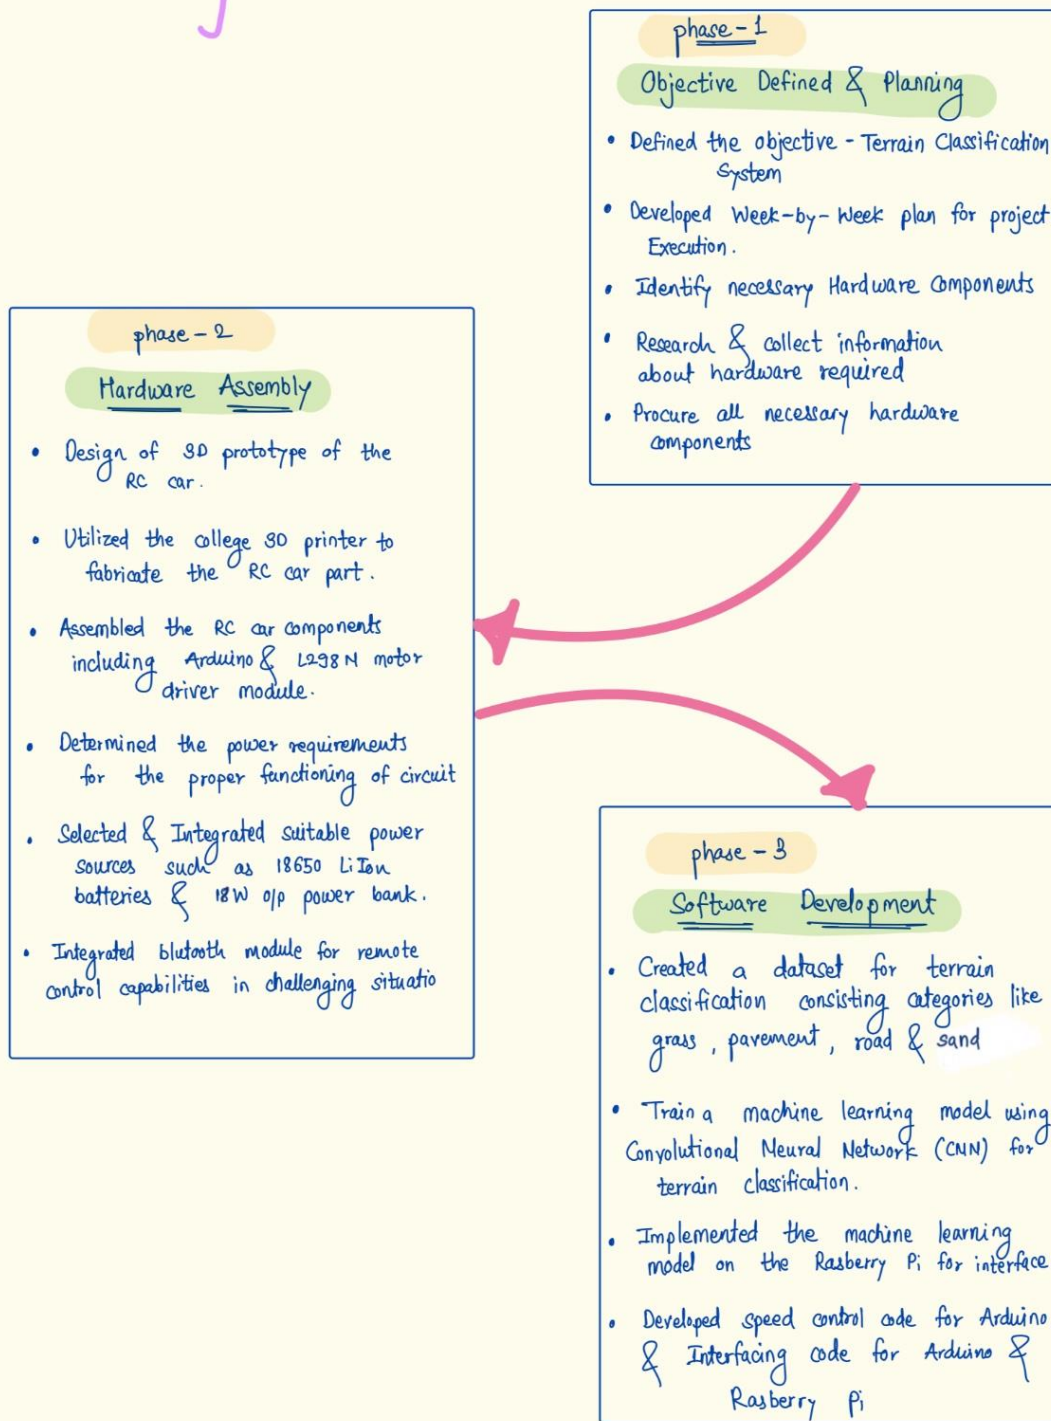 phase-1
Objective Defined & Planning
• Defined the objective - Terrain Classification
System
• Developed Week-by-Week plan for project
Execution.
• Identify necessary Hardware Components
• Research & collect information
about hardware required
• Procure all necessary hardware
components
phase-2
Hardware Assembly
• Design of 3D prototype of the
RC car.
• Utilized the college 3D printer to
fabricate the RC car part.
• Assembled the RC car components
including Arduino & L298N motor
driver module.
• Determined the power requirements
for the proper functioning of circuit
• Selected & Integrated suitable power
sources such as 18650 Li Ion
batteries & 18W o/p power bank.
• Integrated blutooth module for remote
control capabilities in challenging situatio
phase-3
Software Development
• Created a dataset for terrain
classification consisting categories like
grass, pavement, road & sand
• Train a machine learning model using
Convolutional Neural Network (CNN) for
terrain classification.
• Implemented the machine learning
model on the Rasberry Pi for interface
• Developed speed control code for Arduino
& Interfacing code for Arduino &
Rasberry Pi